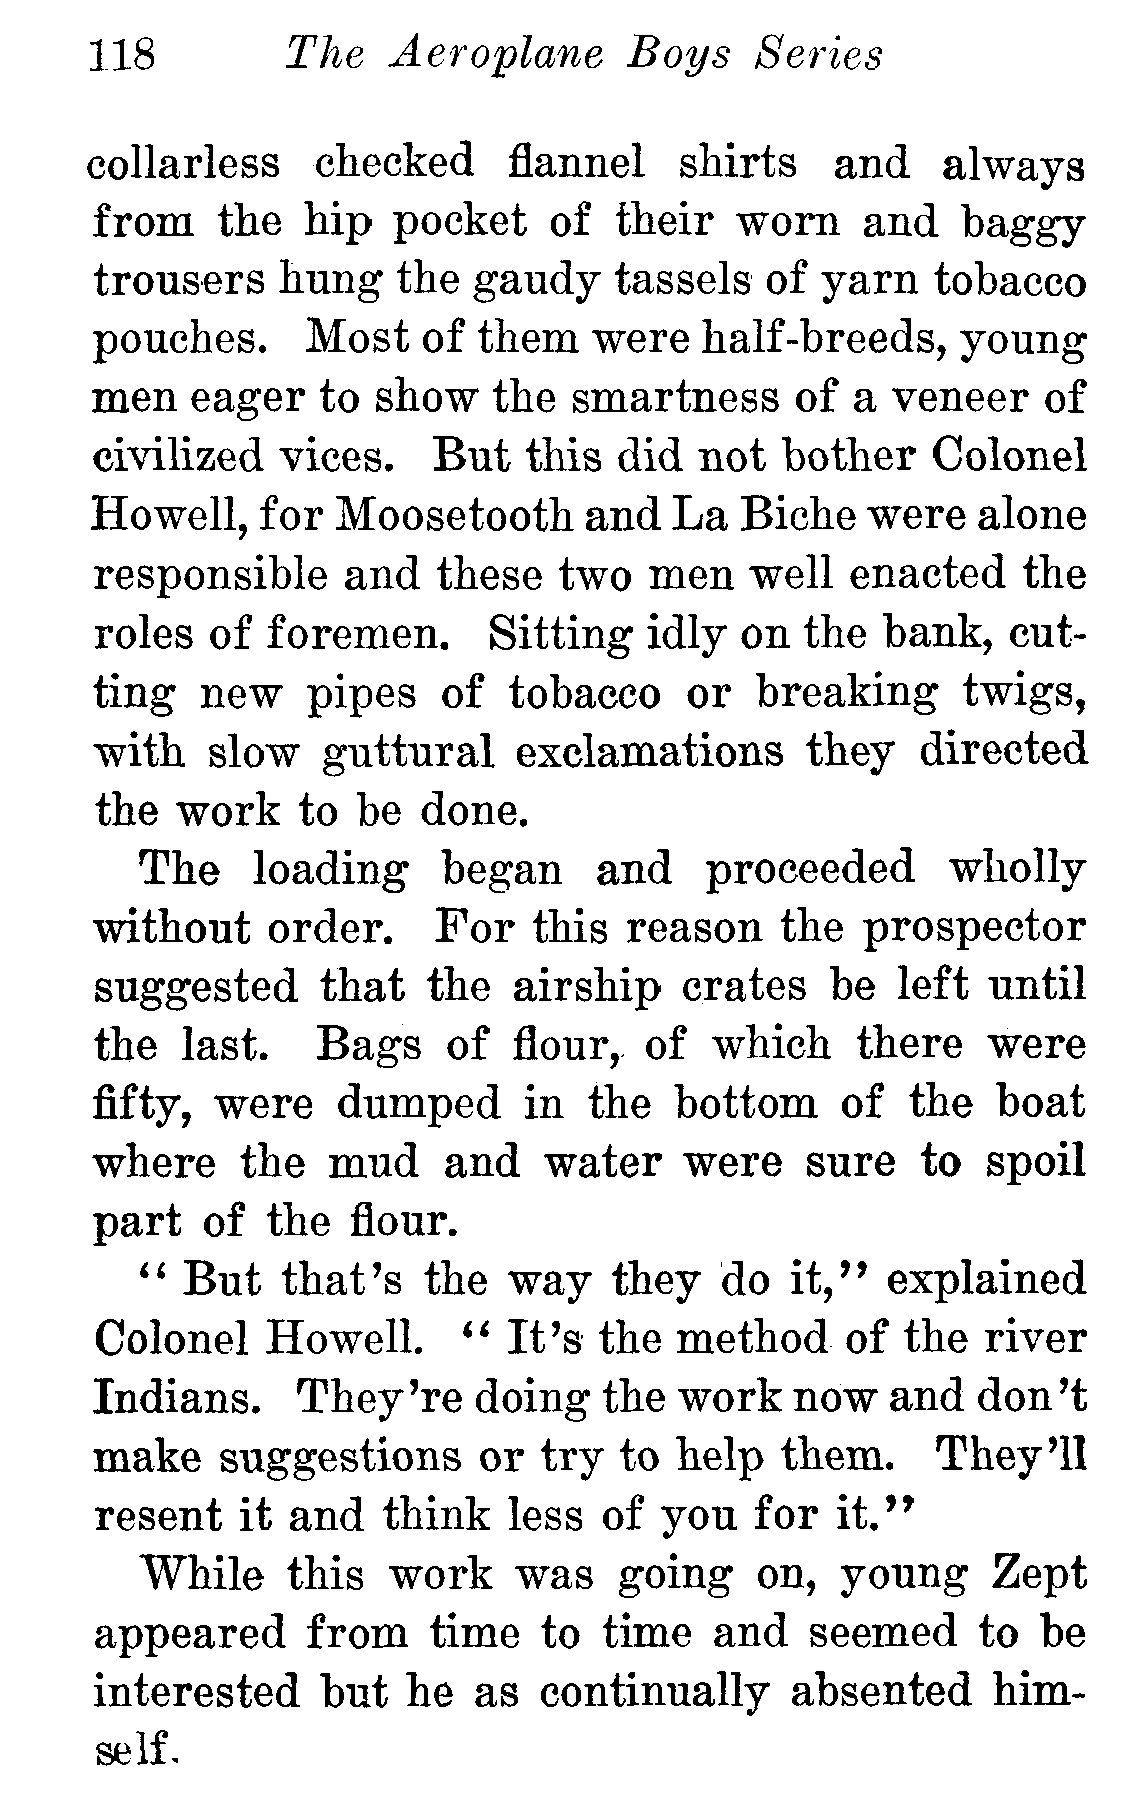 118 The Aeroplane Boys Series
collarless checked flannel shirts and always
from the hip pocket of their worn and baggy
trousers hung the gaudy tassels of yarn tobacco
pouches. Most of them were half-breeds, young
men eager to show the smartness of a veneer of
civilized vices. But this did not bother Colonel
Howell, for Moosetooth and La Biche were alone
responsible and these two men well enacted the
roles of foremen. Sitting idly on the bank, cut-
ting new pipes of tobacco or breaking twigs,
with slow guttural exclamations they directed
the work to be done.
The loading began and proceeded wholly
without order. For this reason the prospector
suggested that the airship crates be left until
the last. Bags of flour, of which there were
fifty, were dumped in the bottom of the boat
where the mud and water were sure to spoil
part of the flour.
“ But that’s the way they do it,” explained
Colonel Howell. “ It’s the method of the river
Indians. They’re doing the work now and don’t
make suggestions or try to help them. They’ll
resent it and think less of you for it.”
While this work was going on, young Zept
appeared from time to time and seemed to be
interested but he as continually absented him-
self.